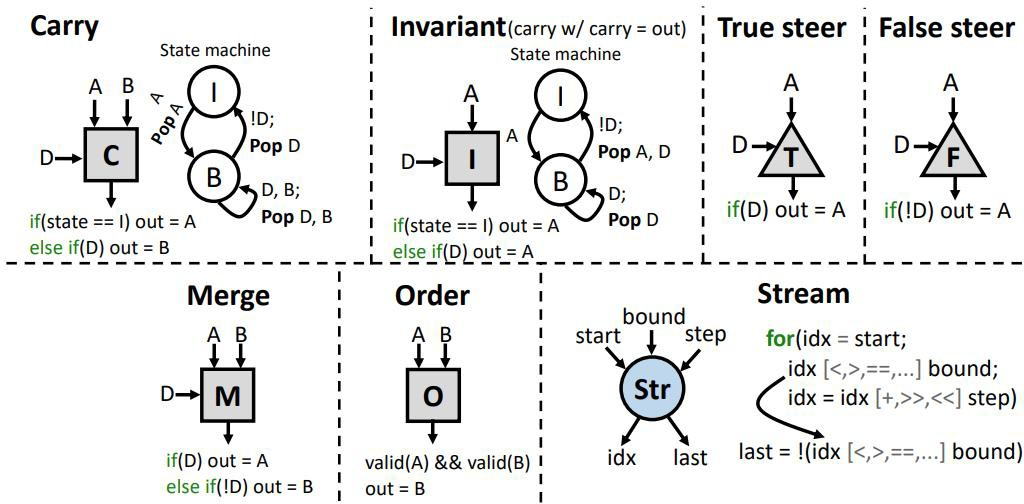 Carry
State machine
A B
A
Pop A
I
!D;
Pop D
D
C
B
D, B;
Pop D, B
if(state == I) out = A
else if(D) out = B
Invariant(carry w/ carry = out)
State machine
A
A
I
!D;
Pop A, D
D
I
B
D;
Pop D
if(state == I) out = A
else if(D) out = A
True steer
A
D
T
if(D) out = A
False steer
A
D
F
if(!D) out = A
Merge
A B
D
M
if(D) out = A
else if(!D) out = B
Order
A B
O
valid(A) && valid(B)
out = B
Stream
start bound step
Str
idx last
for(idx = start;
idx [<,>,==,...] bound;
idx = idx [+,>>,<<] step)
last = !(idx [<,>,==,...] bound)